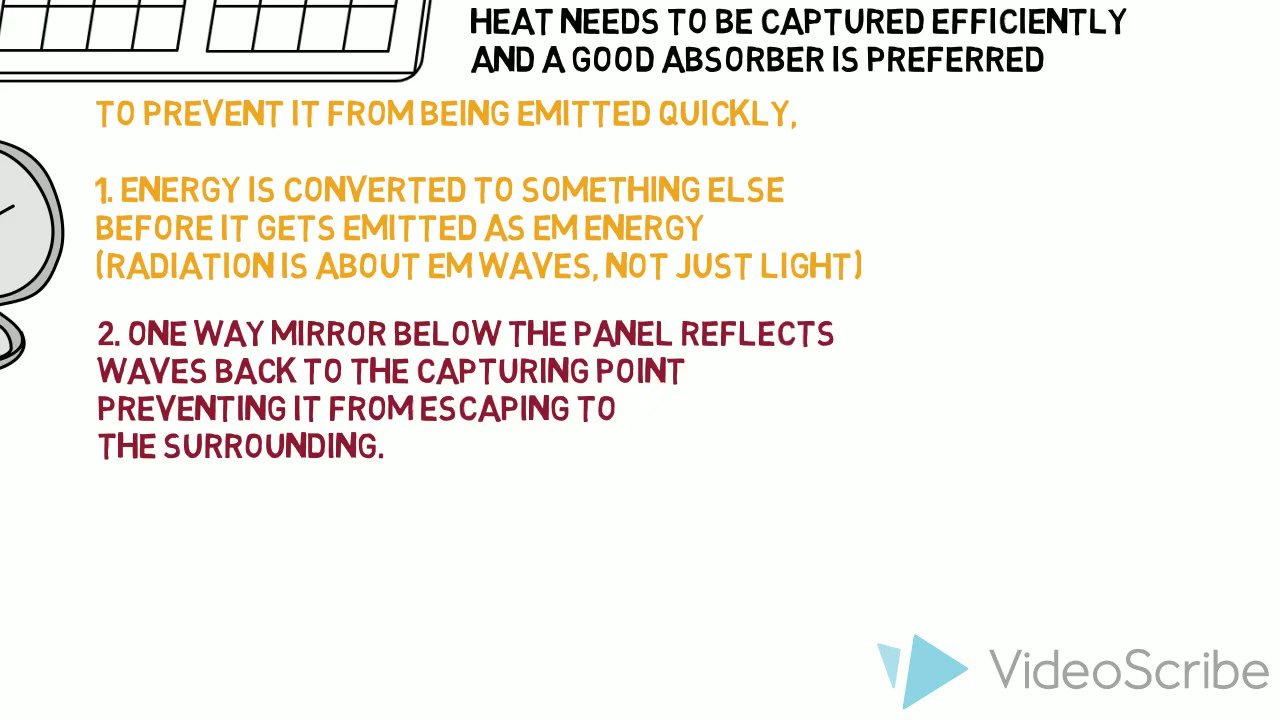 HEAT NEEDS TO BE CAPTURED EFFICIENTLY
AND A GOOD ABSORBER IS PREFERRED
TO PREVENT IT FROM BEING EMITTED QUICKLY,
1. ENERGY IS CONVERTED TO SOMETHING ELSE
BEFORE IT GETS EMITTED AS EM ENERGY
(RADIATION IS ABOUT EM WAVES, NOT JUST LIGHT)
2. ONE WAY MIRROR BELOW THE PANEL REFLECTS
WAVES BACK TO THE CAPTURING POINT
PREVENTING IT FROM ESCAPING TO
THE SURROUNDING.
VideoScribe